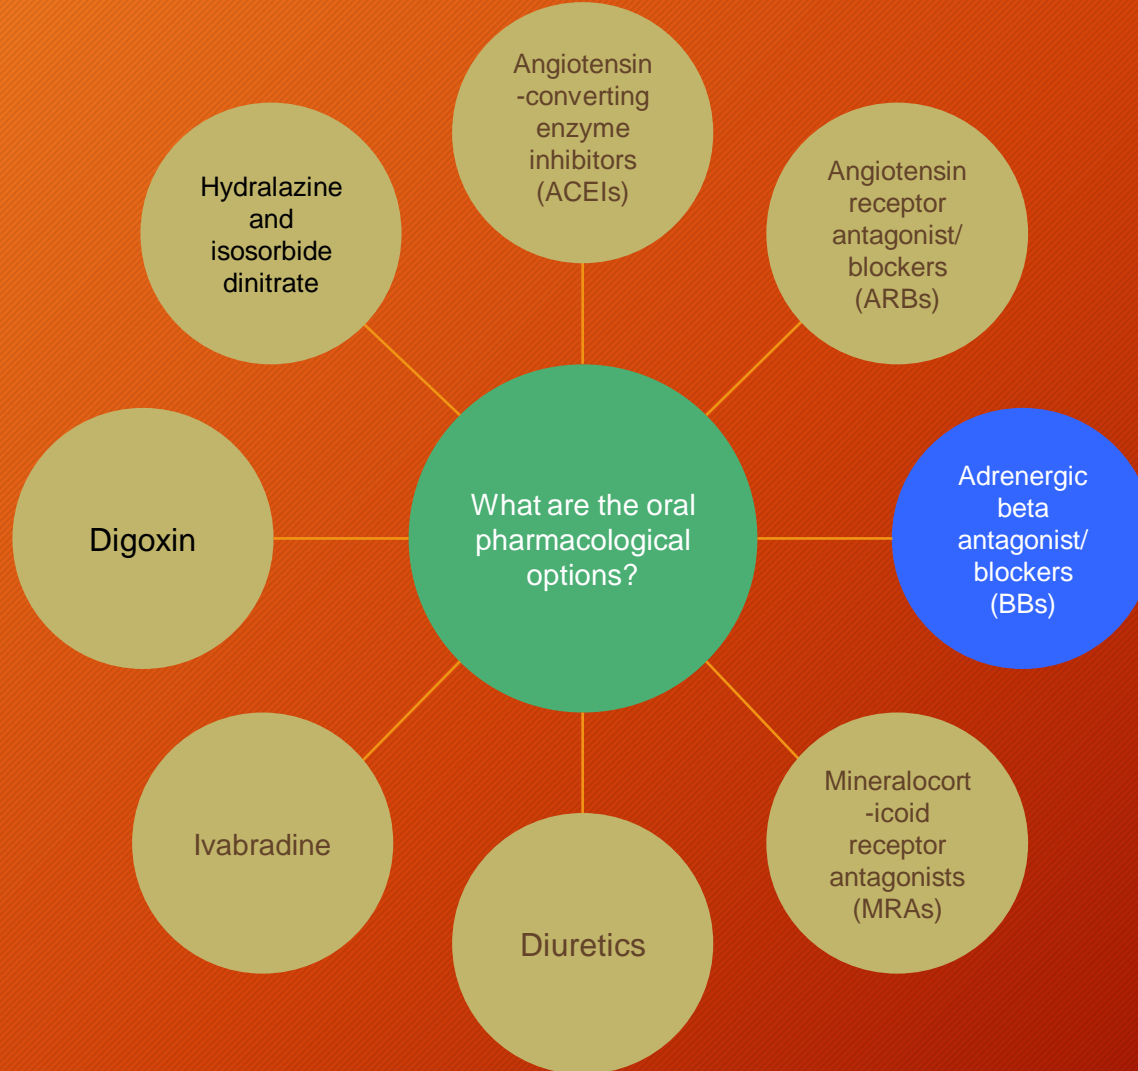 Angiotensin
-converting
enzyme
inhibitors
(ACEIs)
Angiotensin
receptor
antagonist/
blockers
(ARBs)
Adrenergic
beta
antagonist/
blockers
(BBs)
Mineralocort
-icoid
receptor
antagonists
(MRAs)
Diuretics
Ivabradine
Digoxin
Hydralazine
and
isosorbide
dinitrate
What are the oral
pharmacological
options?